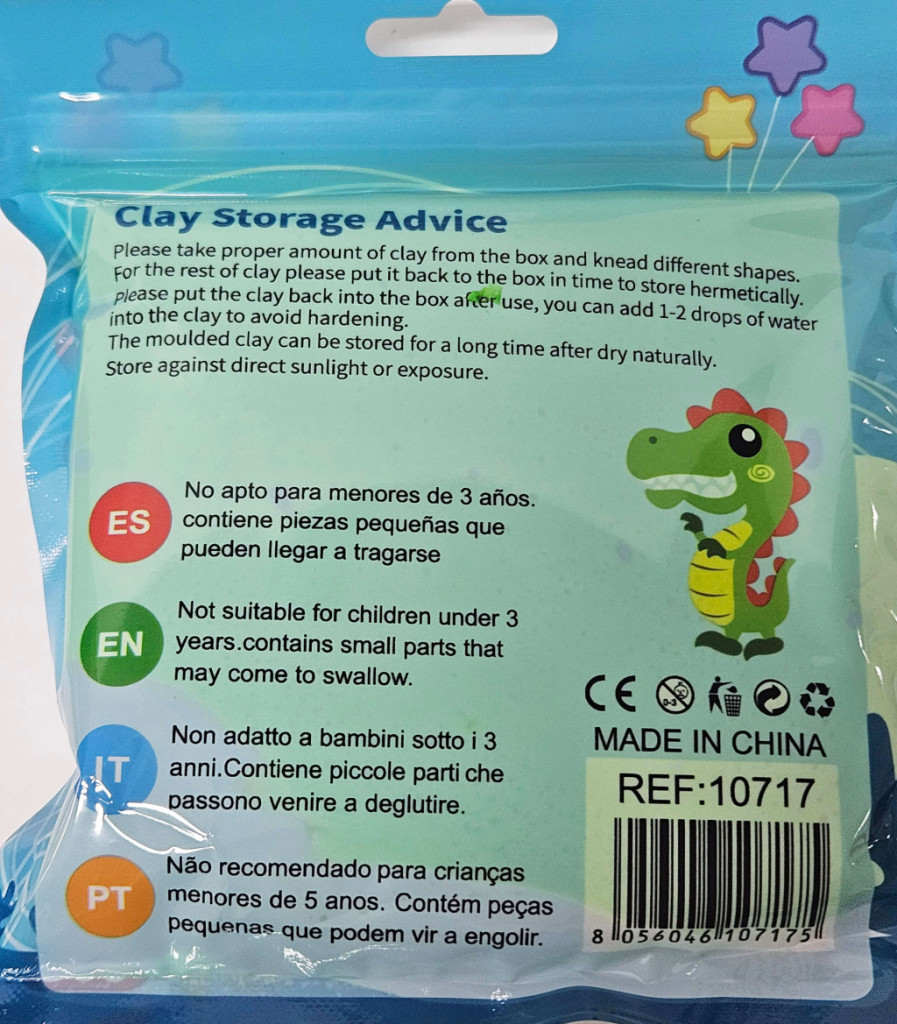 Clay Storage Advice
Please take proper amount of clay from the box and knead different shapes.
For the rest of clay please put it back to the box in time to store hermetically.
please put the clay back into the box after use, you can add 1-2 drops of water
into the clay to avoid hardening.
The moulded clay can be stored for a long time after dry naturally.
Store against direct sunlight or exposure.
ES
No apto para menores de 3 años.
contiene piezas pequeñas que
pueden llegar a tragarse
EN
Not suitable for children under 3
years.contains small parts that
may come to swallow.
IT
Non adatto a bambini sotto i 3
anni.Contiene piccole parti che
passono venire a deglutire.
PT
Não recomendado para crianças
menores de 5 anos. Contém peças
pequenas que podem vir a engolir.
CE 0-3
MADE IN CHINA
REF:10717
8 056046 107175